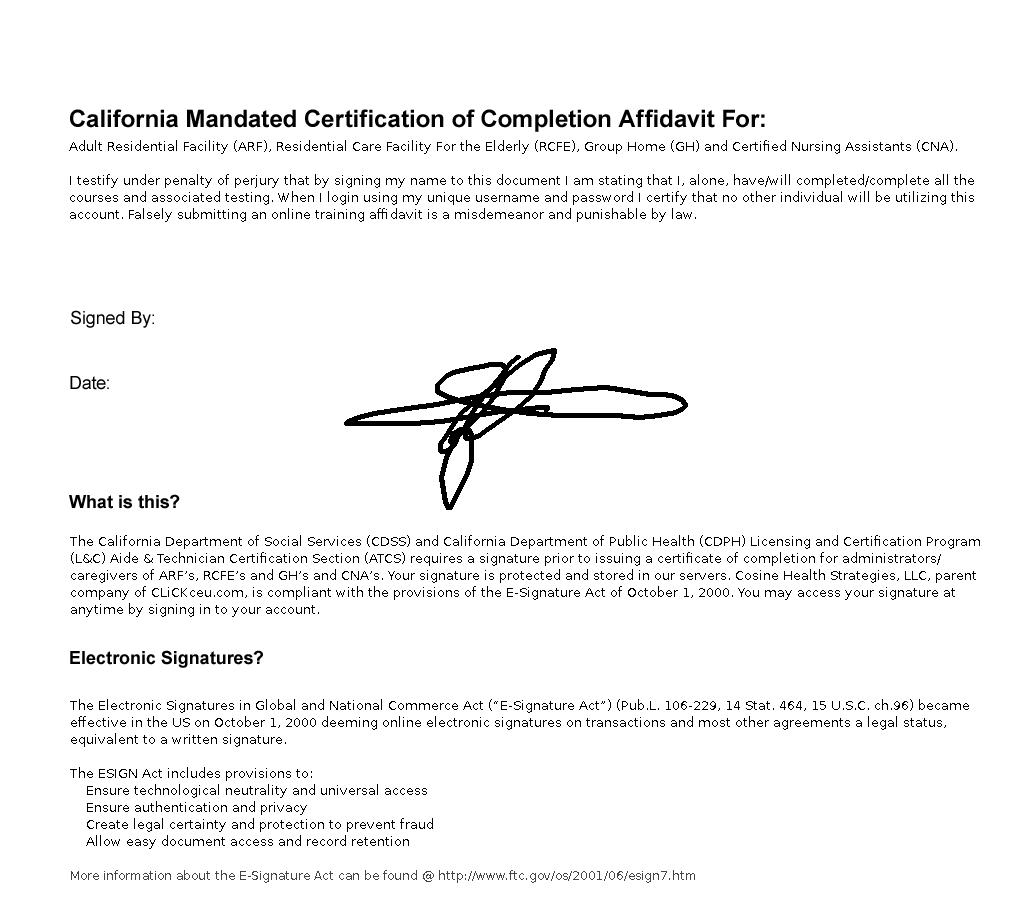 California Mandated Certification of Completion Affidavit For:
Adult Residential Facility (ARF), Residential Care Facility For the Elderly (RCFE), Group Home (GH) and Certified Nursing Assistants (CNA).
I testify under penalty of perjury that by signing my name to this document I am stating that I, alone, have/will completed/complete all the
courses and associated testing. When I login using my unique username and password I certify that no other individual will be utilizing this
account. Falsely submitting an online training affidavit is a misdemeanor and punishable by law.
Signed By:
Date:
What is this?
The California Department of Social Services (CDSS) and California Department of Public Health (CDPH) Licensing and Certification Program
(L&C) Aide & Technician Certification Section (ATCS) requires a signature prior to issuing a certificate of completion for administrators/
caregivers of ARF's, RCFE's and GH's and CNA's. Your signature is protected and stored in our servers. Cosine Health Strategies, LLC, parent
company of CLiCKceu.com, is compliant with the provisions of the E-Signature Act of October 1, 2000. You may access your signature at
anytime by signing in to your account.
Electronic Signatures?
The Electronic Signatures in Global and National Commerce Act (“E-Signature Act”) (Pub.L. 106-229, 14 Stat. 464, 15 U.S.C. ch.96) became
effective in the US on October 1, 2000 deeming online electronic signatures on transactions and most other agreements a legal status,
equivalent to a written signature.
The ESIGN Act includes provisions to:
Ensure technological neutrality and universal access
Ensure authentication and privacy
Create legal certainty and protection to prevent fraud
Allow easy document access and record retention
More information about the E-Signature Act can be found @ http://www.ftc.gov/os/2001/06/esign7.htm